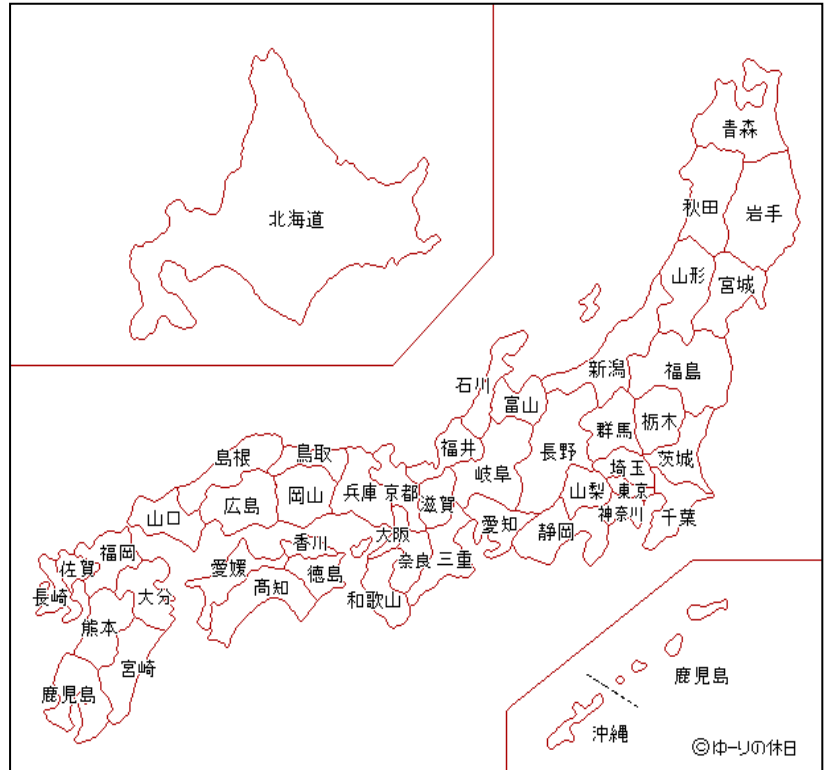 青森
北海道
秋田
岩手
山形
宮城
新潟
福島
石川
富山
栃木
群馬
福井
長野
茨城
島根
鳥取
岐阜
埼玉
兵庫
京都
滋賀
山梨
東京
広島
岡山
山口
愛知
神奈川
千葉
静岡
大阪
香川
福岡
佐賀
愛媛
徳島
奈良
三重
高知
長崎
大分
和歌山
熊本
宮崎
鹿児島
鹿児島
沖縄
©ゆーりの休日